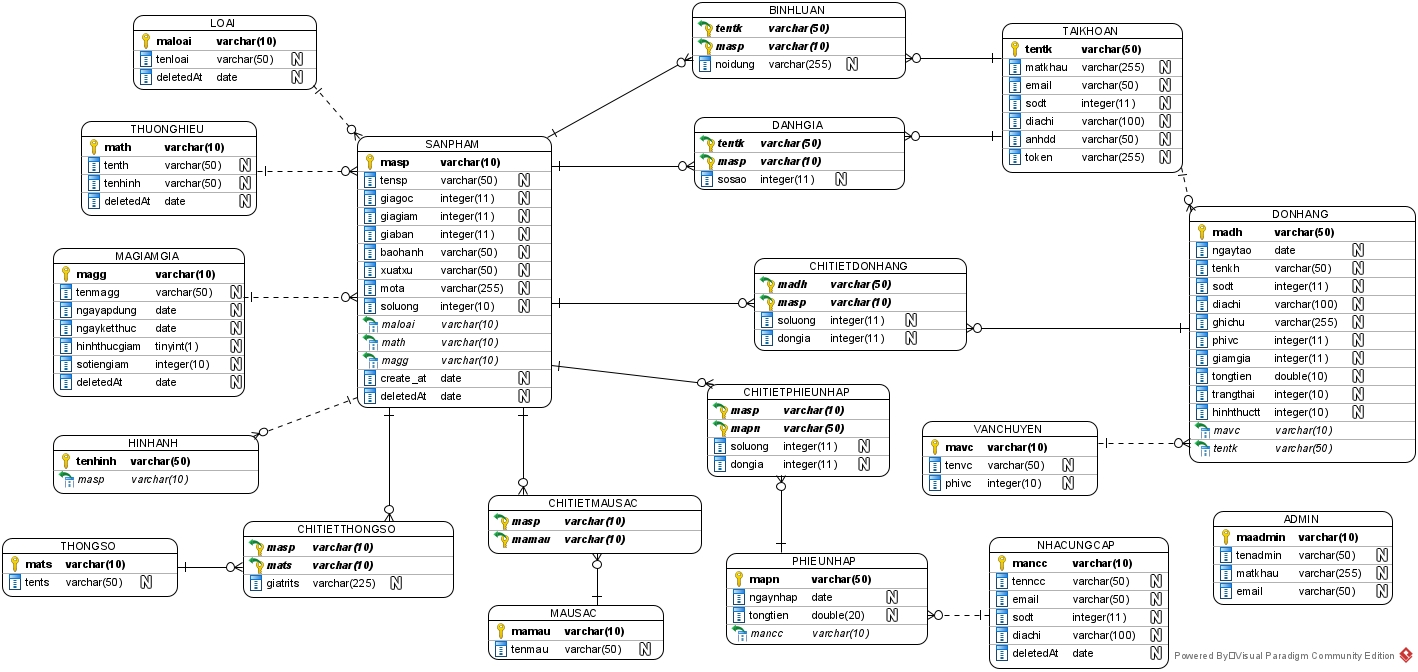 LOAI
maloai varchar(10)
tenloai varchar(50) N
deletedAt date N
THUONGHIEU
math varchar(10)
tenth varchar(50) N
tenhinh varchar(50) N
deletedAt date N
MAGIAMGIA
magg varchar(10)
tenmagg varchar(50) N
ngayapdung date N
ngayketthuc date N
hinhthucgiam tinyint(1) N
sotiengiam integer(10) N
deletedAt date N
HINHANH
tenhinh varchar(50)
masp varchar(10)
THONGSO
mats varchar(10)
tents varchar(50) N
SANPHAM
masp varchar(10)
tensp varchar(50) N
giagoc integer(11) N
giagiam integer(11) N
giaban integer(11) N
baohanh varchar(50) N
xuatxu varchar(50) N
mota varchar(255) N
soluong integer(10) N
maloai varchar(10)
math varchar(10)
magg varchar(10)
create_at date N
deletedAt date N
CHITIETTHONGSO
masp varchar(10)
mats varchar(10)
giatrits varchar(225) N
CHITIETMAUSAC
masp varchar(10)
mamau varchar(10)
MAUSAC
mamau varchar(10)
tenmau varchar(50) N
BINHLUAN
tentk varchar(50)
masp varchar(10)
noidung varchar(255) N
DANHGIA
tentk varchar(50)
masp varchar(10)
sosao integer(11) N
CHITIETDONHANG
madh varchar(50)
masp varchar(10)
soluong integer(11) N
dongia integer(11) N
CHITIETPHIEUNHAP
masp varchar(10)
mapn varchar(50)
soluong integer(11) N
dongia integer(11) N
PHIEUNHAP
mapn varchar(50)
ngaynhap date N
tongtien double(20) N
mancc varchar(10)
TAIKHOAN
tentk varchar(50)
matkhau varchar(255) N
email varchar(50) N
sodt integer(11) N
diachi varchar(100) N
anhdd varchar(50) N
token varchar(255) N
DONHANG
madh varchar(50)
ngaytao date N
tenkh varchar(50) N
sodt integer(11) N
diachi varchar(100) N
ghichu varchar(255) N
phivc integer(11) N
giamgia integer(11) N
tongtien double(10) N
trangthai integer(10) N
hinhthuctt integer(10) N
mavc varchar(10)
tentk varchar(50)
VANCHUYEN
mavc varchar(10)
tenvc varchar(50) N
phivc integer(10) N
NHACUNGCAP
mancc varchar(10)
tenncc varchar(50) N
email varchar(50) N
sodt integer(11) N
diachi varchar(100) N
deletedAt date N
ADMIN
maadmin varchar(10)
tenadmin varchar(50) N
matkhau varchar(255) N
email varchar(50) N
Powered By Visual Paradigm Community Edition